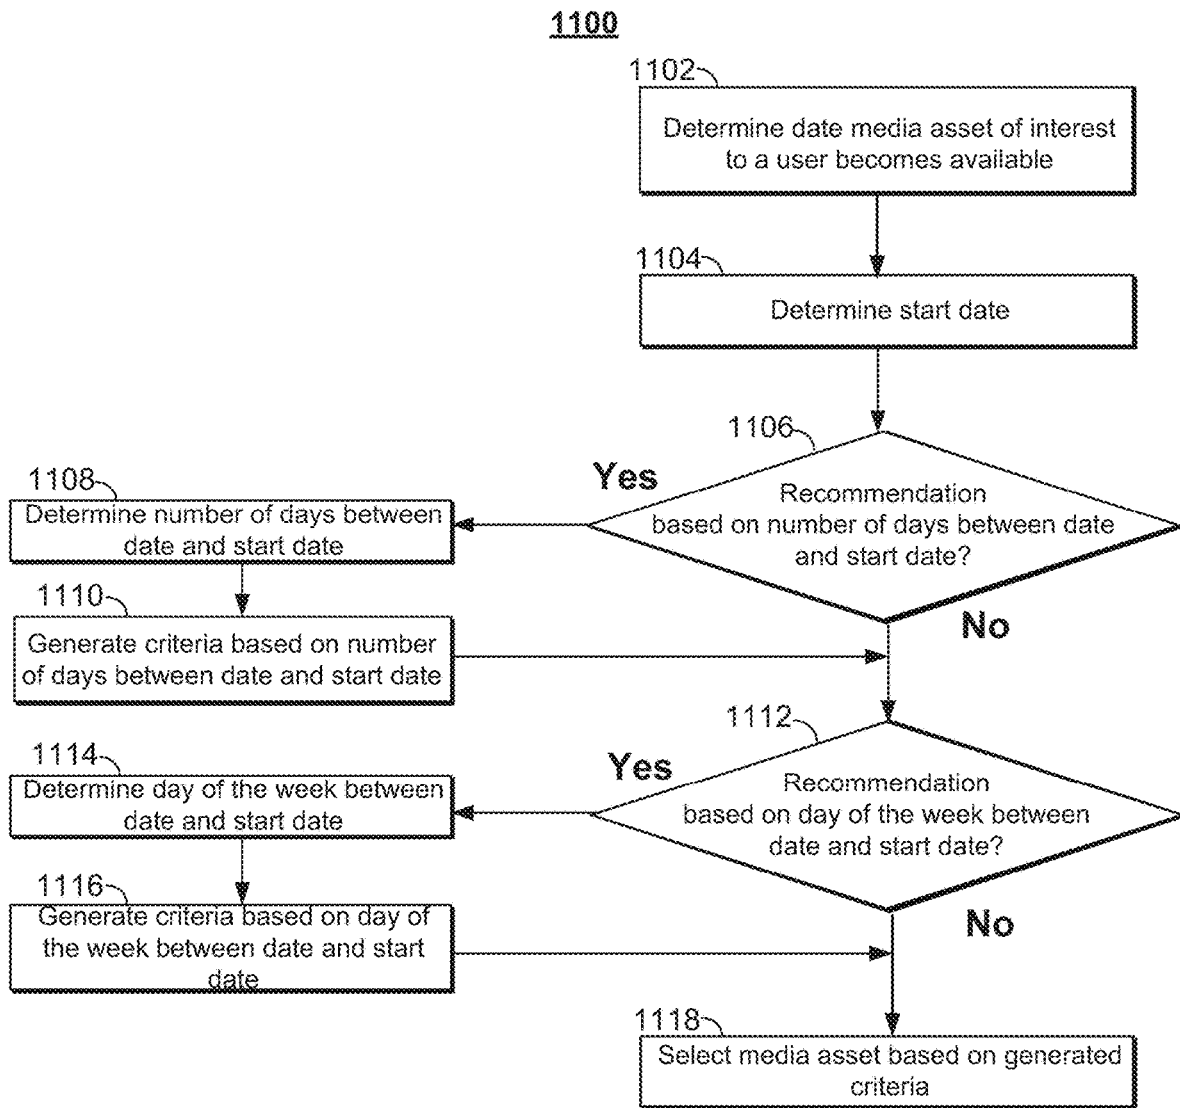 1100
1102
Determine date media asset of interest
to a user becomes available
1104
Determine start date
1106
Yes
Recommendation
based on number of days between date
and start date?
No
1108
Determine number of days between
date and start date
1110
Generate criteria based on number
of days between date and start date
1112
Yes
Recommendation
based on day of the week between
date and start date?
No
1114
Determine day of the week between
date and start date
1116
Generate criteria based on day of
the week between date and start
date
1118
Select media asset based on generated
criteria